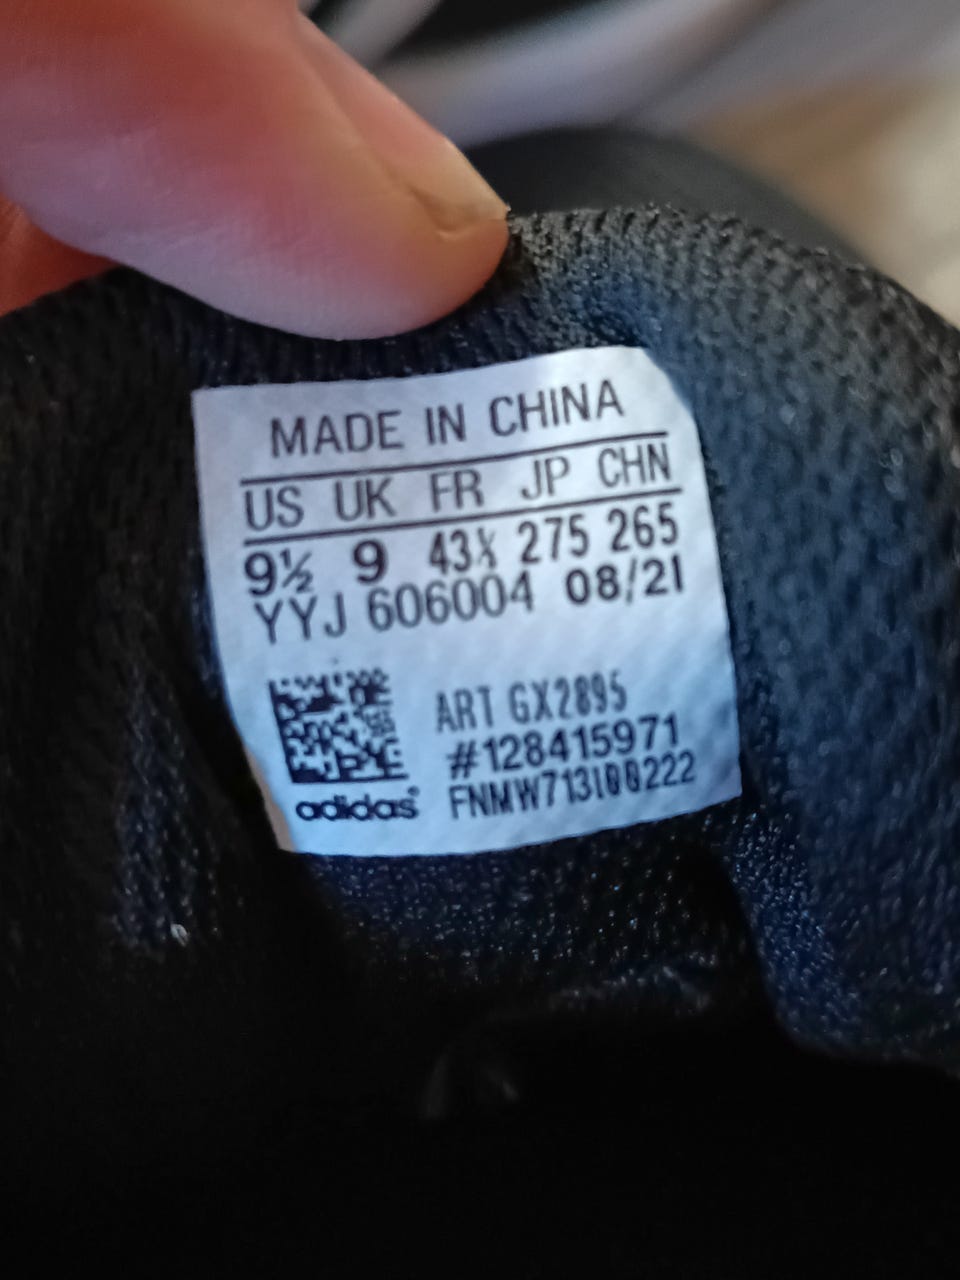 MADE IN CHINA
US UK FR JP CHN
9½ 9 43⅓ 275 265
YYJ 606004 08/21
ART GX2895
#128415971
FNMW713100222
adidas®